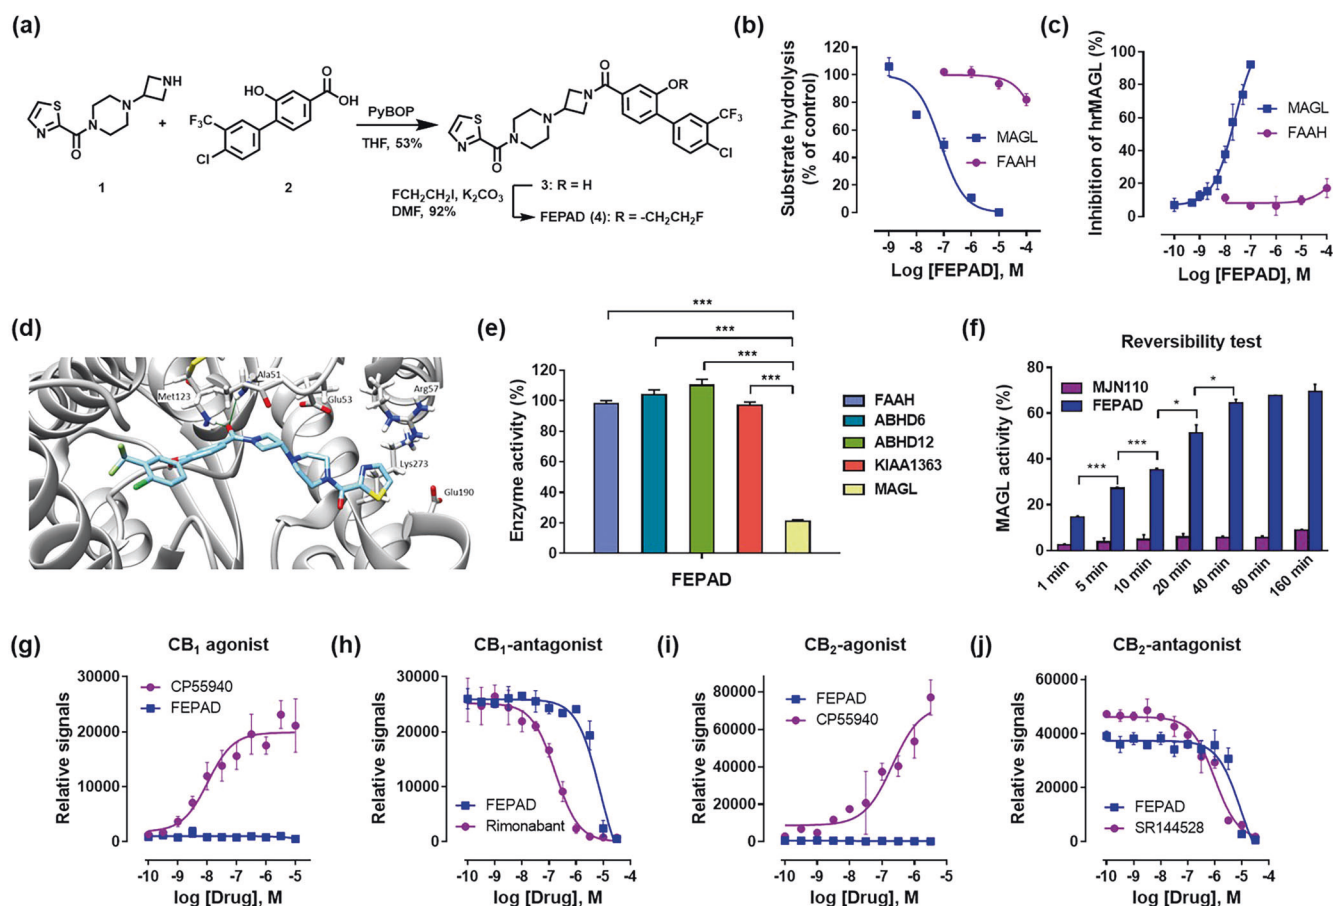 (a)
S
N
O
N
N
NH
1
+
HO
O
OH
F₃C
Cl
2
PyBOP
THF, 53%
S
N
O
N
N
N
O
OR
CF₃
Cl
3: R = H
FCH₂CH₂I, K₂CO₃
DMF, 92%
FEPAD (4): R = -CH₂CH₂F
(b)
Substrate hydrolysis
(% of control)
120
100
80
60
40
20
0
MAGL
FAAH
-9 -8 -7 -6 -5 -4
Log [FEPAD], M
(c)
Inhibition of hrMAGL (%)
100
80
60
40
20
0
MAGL
FAAH
-10 -9 -8 -7 -6 -5 -4
Log [FEPAD], M
(d)
Met123
Ala51
Glu53
Arg57
Lys273
Glu190
(e)
***
***
***
***
Enzyme activity (%)
120
100
80
60
40
20
0
FAAH
ABHD6
ABHD12
KIAA1363
MAGL
FEPAD
(f)
Reversibility test
MAGL activity (%)
80
60
40
20
0
MJN110
FEPAD
***
***
*
*
1 min
5 min
10 min
20 min
40 min
80 min
160 min
(g)
CB₁ agonist
Relative signals
30000
20000
10000
0
CP55940
FEPAD
-10 -9 -8 -7 -6 -5 -4
log [Drug], M
(h)
CB₁-antagonist
Relative signals
30000
20000
10000
0
FEPAD
Rimonabant
-10 -9 -8 -7 -6 -5 -4
log [Drug], M
(i)
CB₂-agonist
Relative signals
80000
60000
40000
20000
0
FEPAD
CP55940
-10 -9 -8 -7 -6 -5
log [Drug], M
(j)
CB₂-antagonist
Relative signals
60000
40000
20000
0
FEPAD
SR144528
-10 -9 -8 -7 -6 -5 -4
log [Drug], M